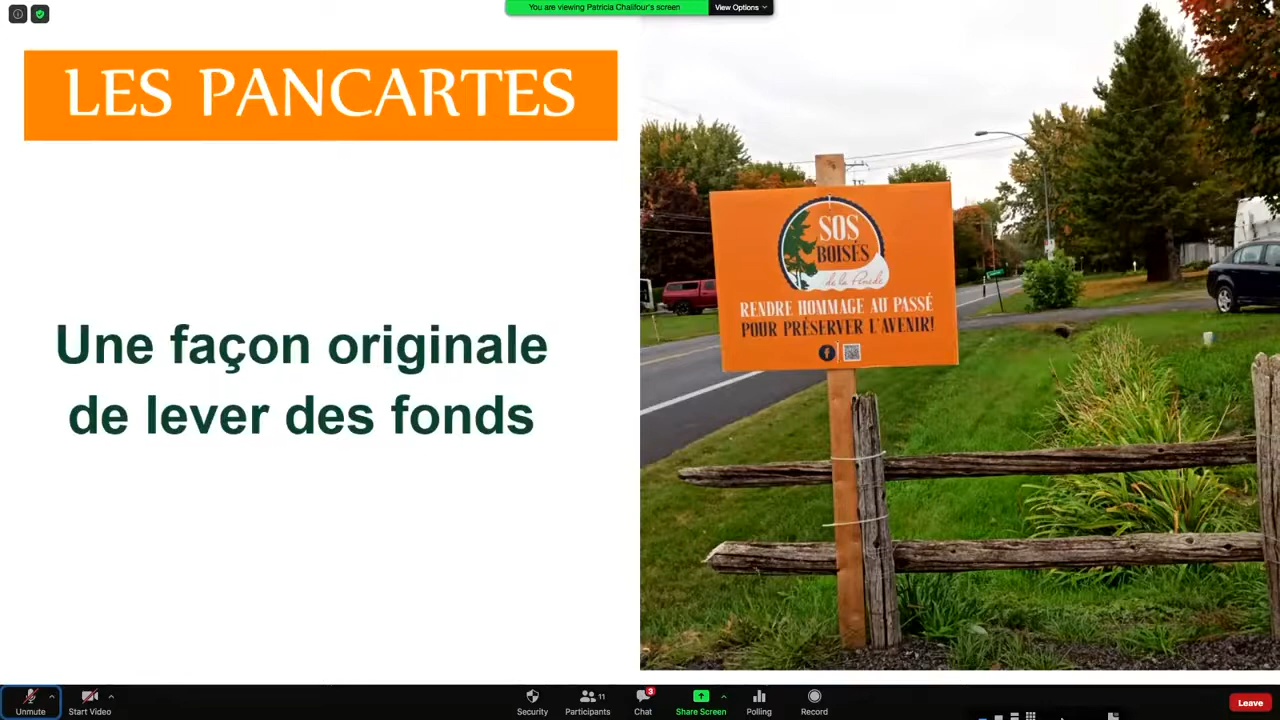 You are viewing Patricia Chalifour's screen
View Options
LES PANCARTES
Une façon originale
de lever des fonds
SOS
BOISÉS
de la Pinède
RENDRE HOMMAGE AU PASSÉ
POUR PRÉSERVER L'AVENIR!
f
Unmute
Start Video
Security
Participants
11
Chat
3
Share Screen
Polling
Record
Leave